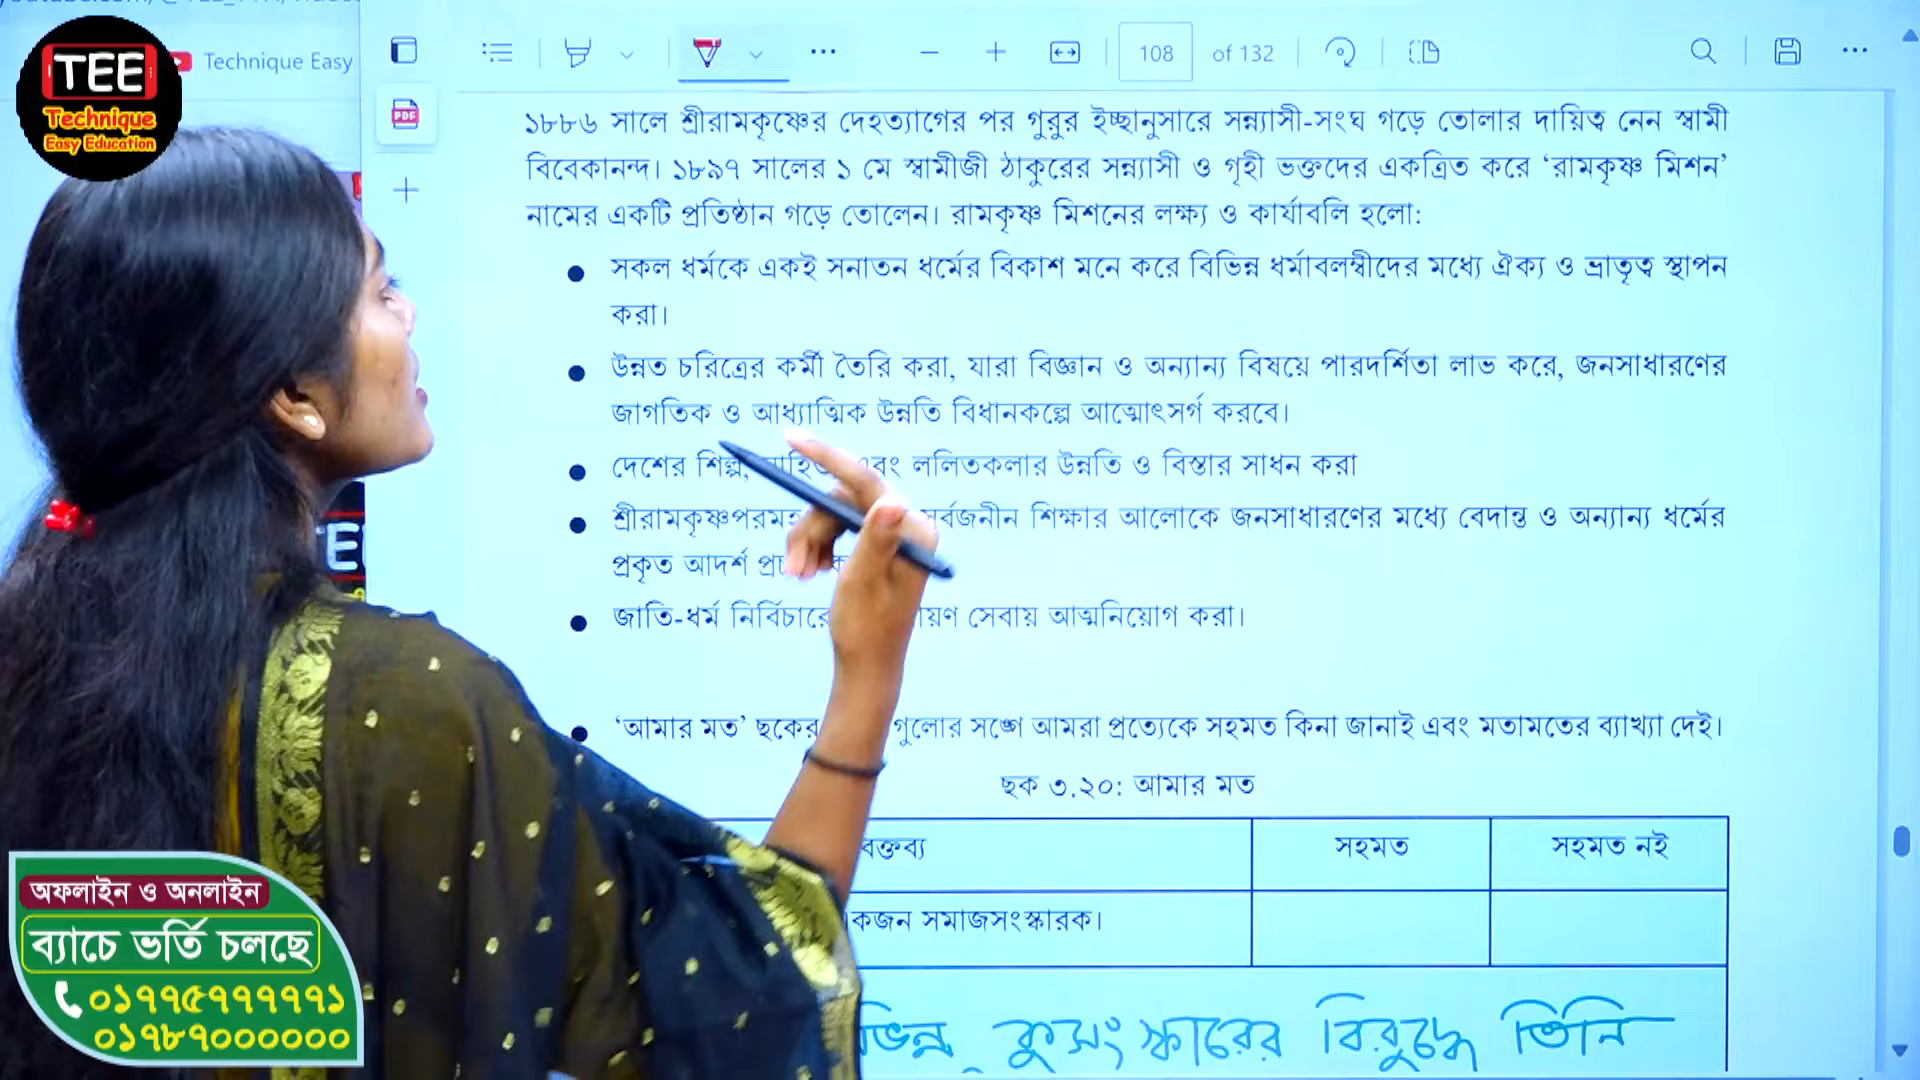 TEE
Technique
Easy Education
Technique Easy
108 of 132
PDF
১৮৮৬ সালে শ্রীরামকৃষ্ণের দেহত্যাগের পর গুরুর ইচ্ছানুসারে সন্ন্যাসী-সংঘ গড়ে তোলার দায়িত্ব নেন স্বামী
বিবেকানন্দ। ১৮৯৭ সালের ১ মে স্বামীজী ঠাকুরের সন্ন্যাসী ও গৃহী ভক্তদের একত্রিত করে ‘রামকৃষ্ণ মিশন’
নামের একটি প্রতিষ্ঠান গড়ে তোলেন। রামকৃষ্ণ মিশনের লক্ষ্য ও কার্যাবলি হলো:
সকল ধর্মকে একই সনাতন ধর্মের বিকাশ মনে করে বিভিন্ন ধর্মাবলম্বীদের মধ্যে ঐক্য ও ভ্রাতৃত্ব স্থাপন
করা।
উন্নত চরিত্রের কর্মী তৈরি করা, যারা বিজ্ঞান ও অন্যান্য বিষয়ে পারদর্শিতা লাভ করে, জনসাধারণের
জাগতিক ও আধ্যাত্মিক উন্নতি বিধানকল্পে আত্মোৎসর্গ করবে।
দেশের শিল্প, এবং ললিতকলার উন্নতি ও বিস্তার সাধন করা
শ্রীরামকৃষ্ণপরমহ সর্বজনীন শিক্ষার আলোকে জনসাধারণের মধ্যে বেদান্ত ও অন্যান্য ধর্মের
প্রকৃত আদর্শ
জাতি-ধর্ম নির্বিচারে সেবায় আত্মনিয়োগ করা।
‘আমার মত’ ছকের গুলোর সঙ্গে আমরা প্রত্যেকে সহমত কিনা জানাই এবং মতামতের ব্যাখ্যা দেই।
ছক ৩.২০: আমার মত
বক্তব্য সহমত সহমত নই
কজন সমাজসংস্কারক।
ভিন্ন কুসংস্কারের বিরুদ্ধে তিনি
অফলাইন ও অনলাইন
ব্যাচে ভর্তি চলছে
০১৭৭৫৭৭৭৭৭১
০১৭৮৭০০০০০০